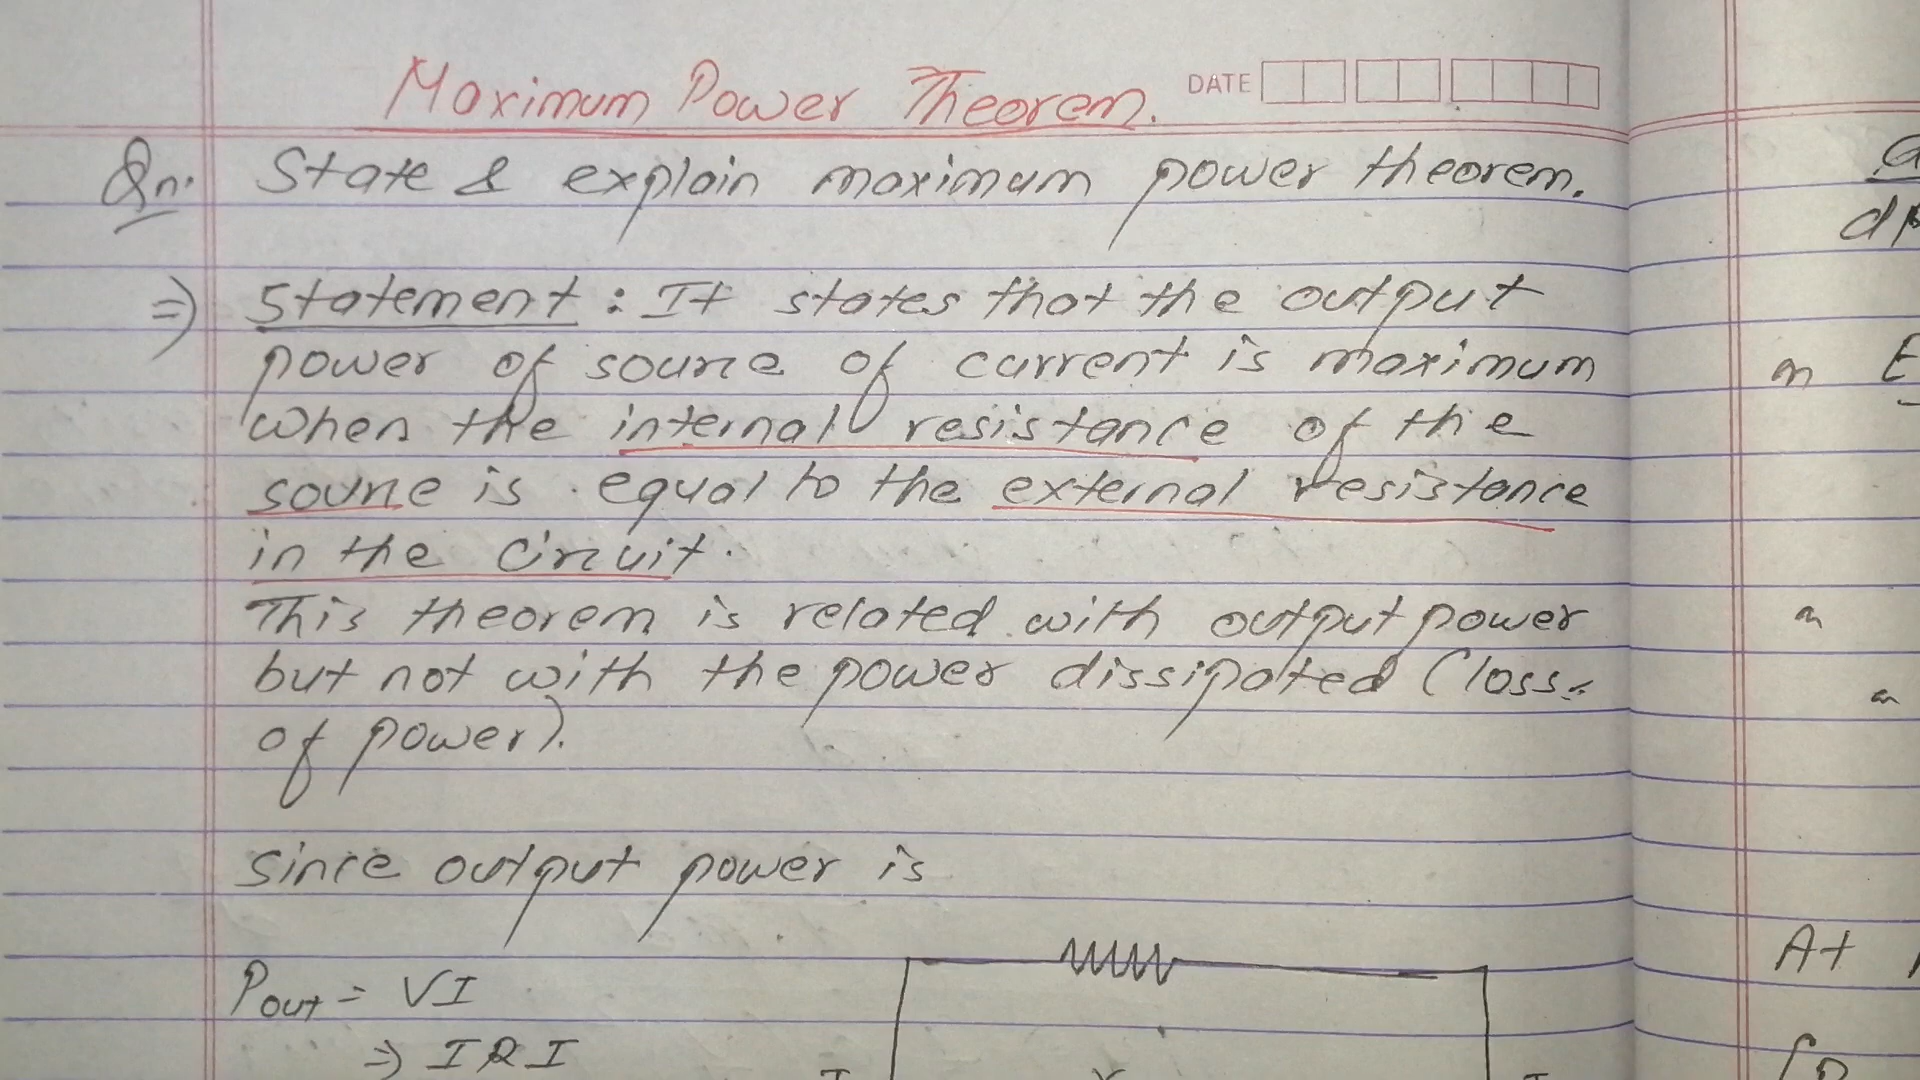 Maximum Power Theorem.
DATE
Qn. State & explain maximum power theorem.
⇒ Statement : It states that the output
power of source of current is maximum
when the internal resistance of the
source is equal to the external resistance
in the circuit.
This theorem is related with output power
but not with the power dissipated (loss
of power).
since output power is
Pout = VI
⇒ IRI
I
r
I
At